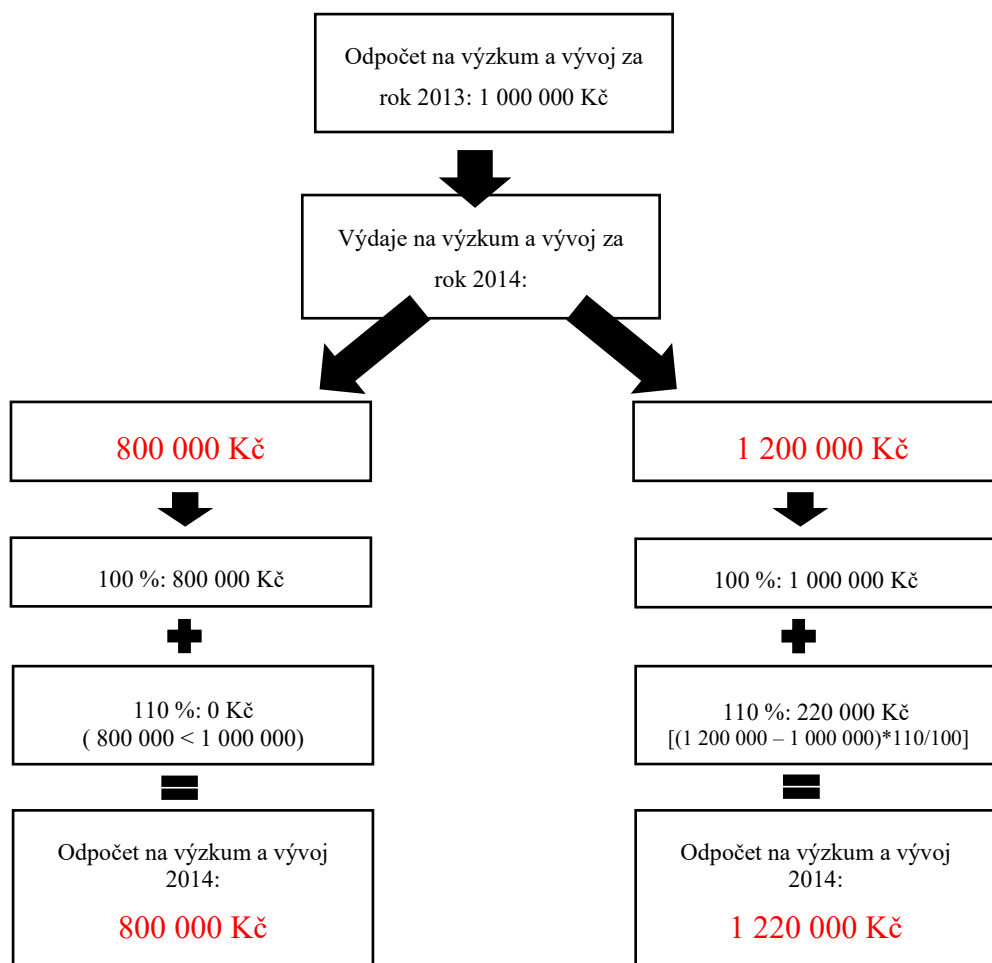 Odpočet na výzkum a vývoj za
rok 2013: 1 000 000 Kč
Výdaje na výzkum a vývoj za
rok 2014:
800 000 Kč
100 %: 800 000 Kč
110 %: 0 Kč
( 800 000 < 1 000 000)
Odpočet na výzkum a vývoj
2014:
800 000 Kč
1 200 000 Kč
100 %: 1 000 000 Kč
110 %: 220 000 Kč
[(1 200 000 – 1 000 000)*110/100]
Odpočet na výzkum a vývoj
2014:
1 220 000 Kč